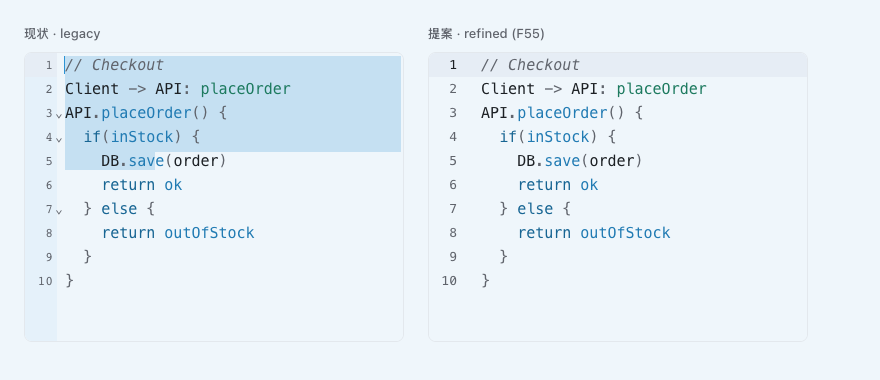 现状 · legacy
1 // Checkout
2 Client -> API: placeOrder
3 API.placeOrder() {
4   if(inStock) {
5     DB.save(order)
6     return ok
7   } else {
8     return outOfStock
9   }
10 }
提案 · refined (F55)
1 // Checkout
2 Client -> API: placeOrder
3 API.placeOrder() {
4   if(inStock) {
5     DB.save(order)
6     return ok
7   } else {
8     return outOfStock
9   }
10 }